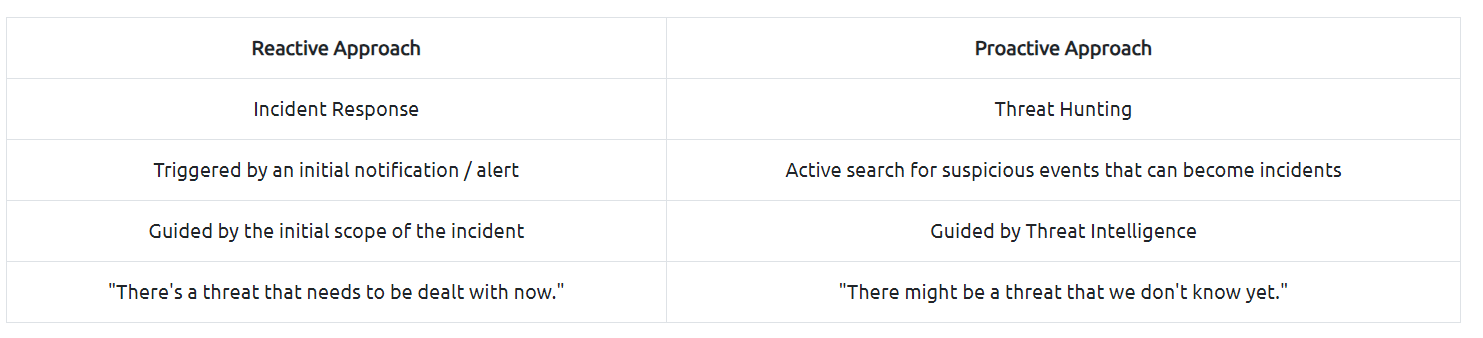 Reactive Approach
Proactive Approach
Incident Response
Threat Hunting
Triggered by an initial notification / alert
Active search for suspicious events that can become incidents
Guided by the initial scope of the incident
Guided by Threat Intelligence
"There's a threat that needs to be dealt with now."
"There might be a threat that we don't know yet."